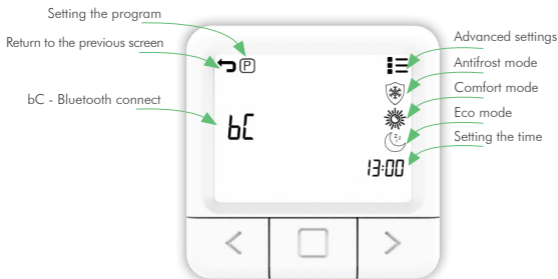 Setting the program
Return to the previous screen
bC - Bluetooth connect
P
bC
13:00
Advanced settings
Antifrost mode
Comfort mode
Eco mode
Setting the time